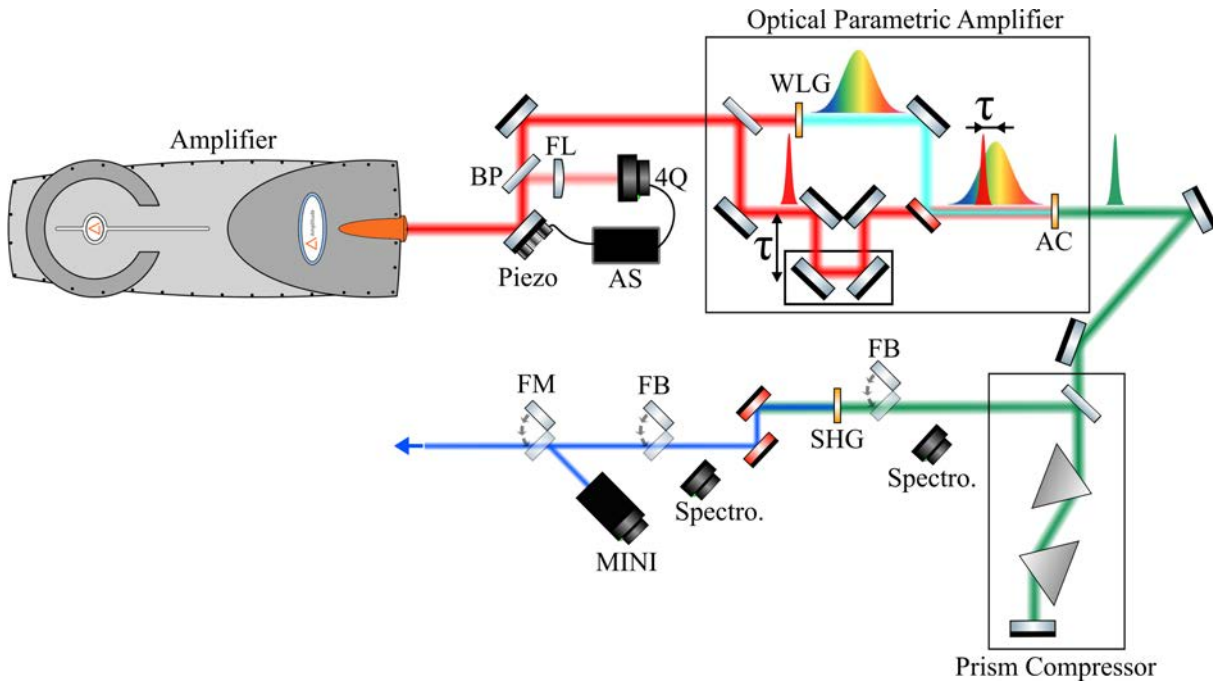 Optical Parametric Amplifier
WLG
τ
Amplifier
FL
BP
4Q
Amplitude
τ
AC
Piezo
AS
FB
FM
FB
SHG
Spectro.
Spectro.
MINI
Prism Compressor